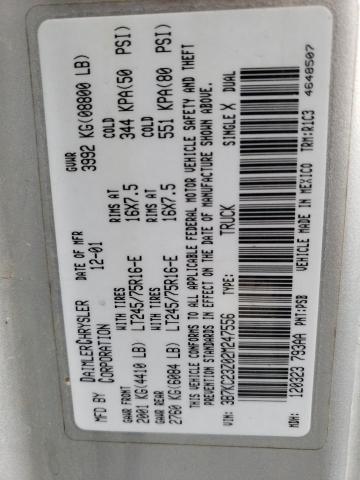 DAIMLERCHRYSLER CORPORATION
DATE OF MFR 12-01
GVWR 3992 KG(08800 LB)
GAWR FRONT WITH TIRES RIMS AT COLD
2001 KG(4410 LB) LT245/75R16-E 16X7.5 344 KPA(50 PSI)
GAWR REAR WITH TIRES RIMS AT COLD
2760 KG(6084 LB) LT245/75R16-E 16X7.5 551 KPA(80 PSI)
THIS VEHICLE CONFORMS TO ALL APPLICABLE FEDERAL MOTOR VEHICLE SAFETY AND THEFT
PREVENTION STANDARDS IN EFFECT ON THE DATE OF MANUFACTURE SHOWN ABOVE.
VIN: 3B7KC23Z02M247556 TYPE: TRUCK SINGLE X DUAL
MDH: 120323 793AA PNT:PSB VEHICLE MADE IN MEXICO TRM:R1C3
4648507